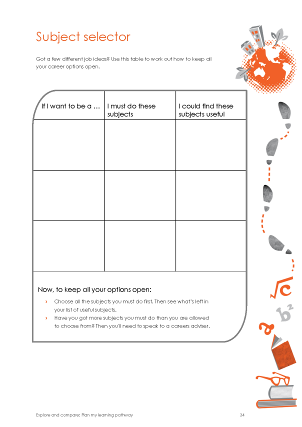 Subject selector
Got a few different job ideas? Use this table to work out how to keep all
your career options open.
If I want to be a ... I must do these subjects I could find these subjects useful
Now, to keep all your options open:
Choose all the subjects you must do first. Then see what's left in
your list of useful subjects.
Have you got more subjects you must do than you are allowed
to choose from? Then you'll need to speak to a careers adviser.
Explore and compare: Plan my learning pathway 34
√c
b²
a